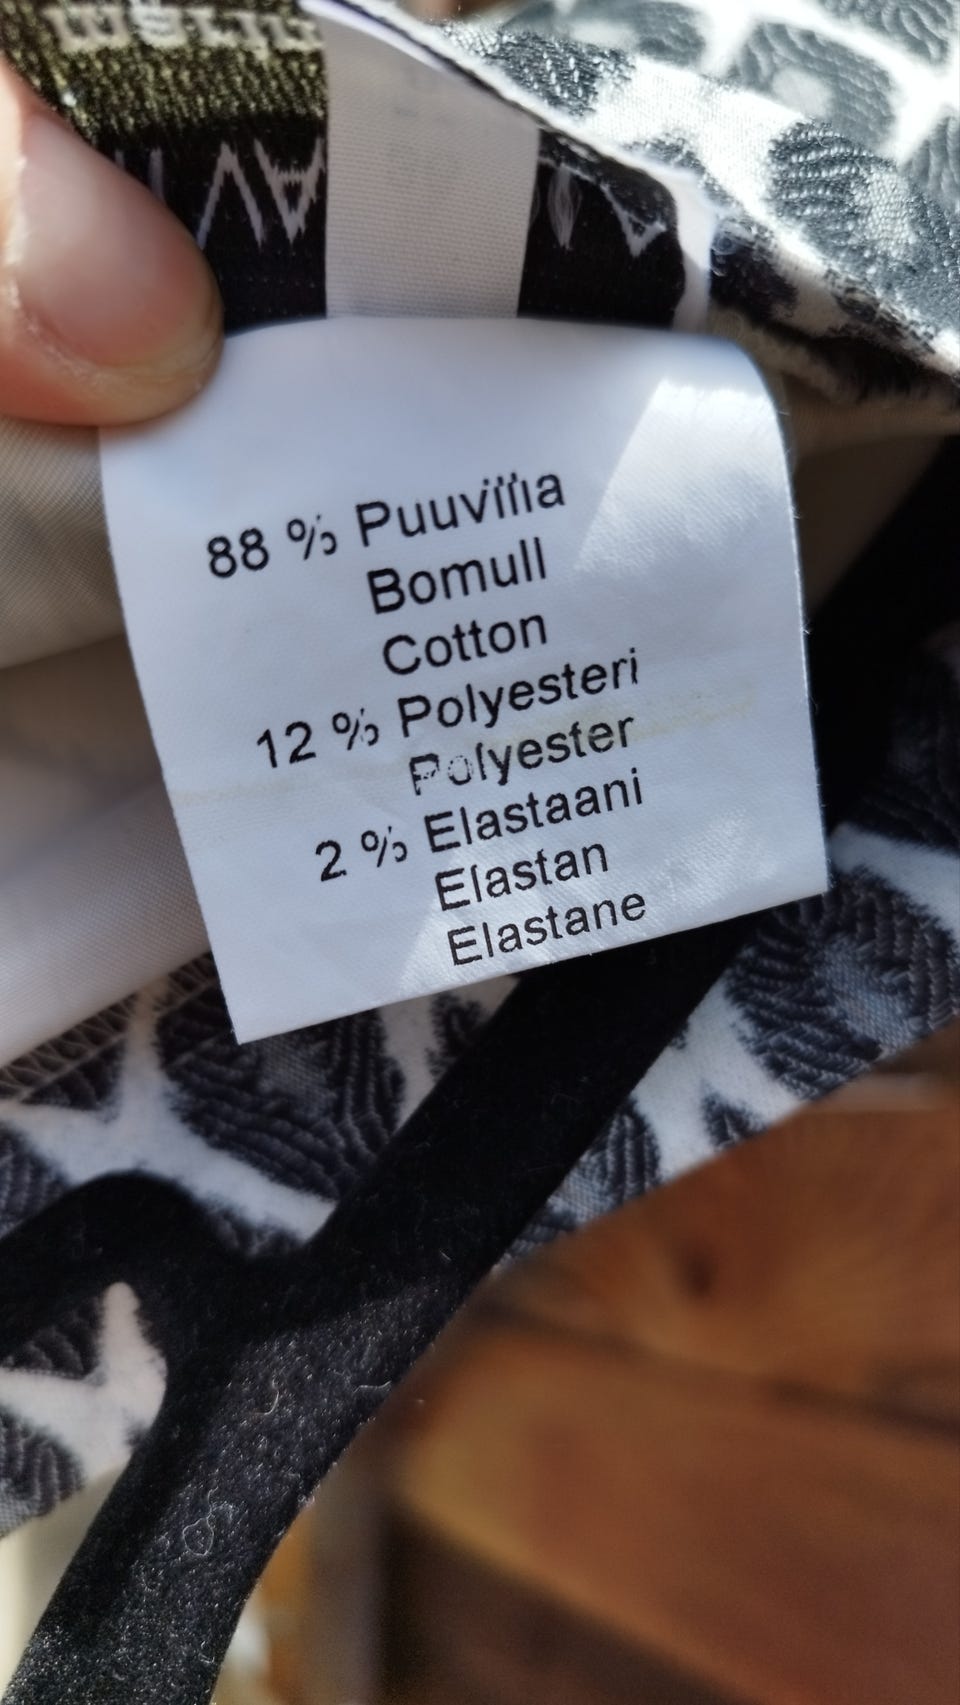 88 % Puuvilla
Bomull
Cotton
12 % Polyesteri
Polyester
2 % Elastaani
Elastan
Elastane